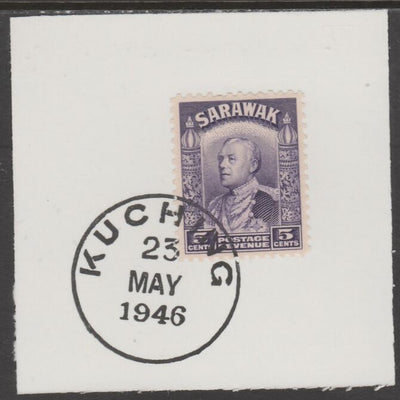 SARAWAK
5 CENTS POSTAGE REVENUE 5 CENTS
KUCHING
23
MAY
1946